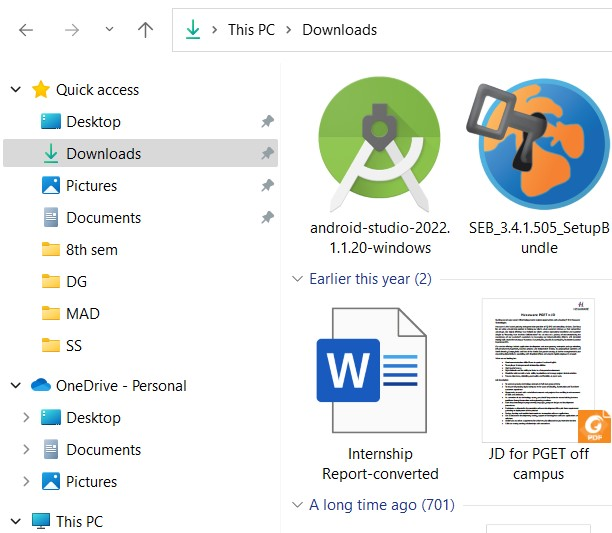 This PC
Downloads
Quick access
Desktop
Downloads
Pictures
Documents
8th sem
DG
MAD
SS
OneDrive - Personal
Desktop
Documents
Pictures
This PC
android-studio-2022.
1.1.20-windows
SEB_3.4.1.505_SetupB
undle
Earlier this year (2)
W
PDF
Internship
Report-converted
JD for PGET off
campus
A long time ago (701)